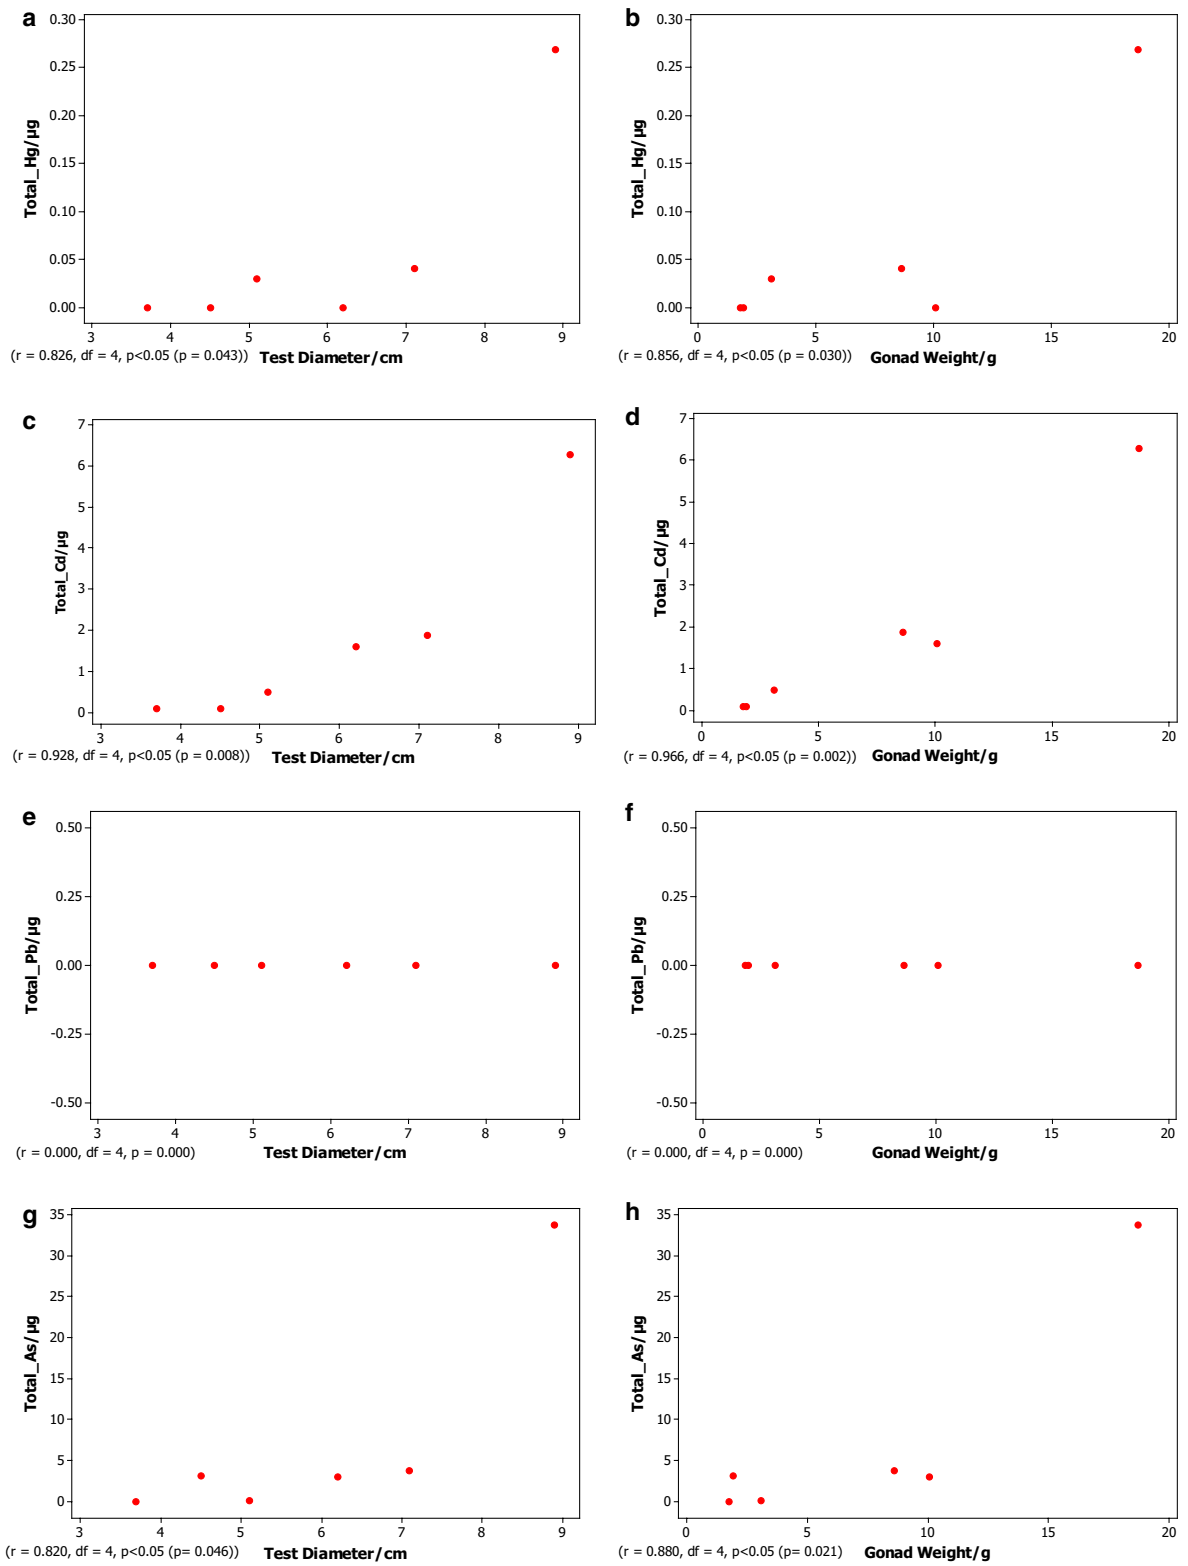 a
0.30
0.25
0.20
0.15
0.10
0.05
0.00
Total_Hg/µg
3 4 5 6 7 8 9
(r = 0.826, df = 4, p<0.05 (p = 0.043)) Test Diameter/cm
b
0.30
0.25
0.20
0.15
0.10
0.05
0.00
Total_Hg/µg
0 5 10 15 20
(r = 0.856, df = 4, p<0.05 (p = 0.030)) Gonad Weight/g
c
7
6
5
4
3
2
1
0
Total_Cd/µg
3 4 5 6 7 8 9
(r = 0.928, df = 4, p<0.05 (p = 0.008)) Test Diameter/cm
d
7
6
5
4
3
2
1
0
Total_Cd/µg
0 5 10 15 20
(r = 0.966, df = 4, p<0.05 (p = 0.002)) Gonad Weight/g
e
0.50
0.25
0.00
-0.25
-0.50
Total_Pb/µg
3 4 5 6 7 8 9
(r = 0.000, df = 4, p = 0.000) Test Diameter/cm
f
0.50
0.25
0.00
-0.25
-0.50
Total_Pb/µg
0 5 10 15 20
(r = 0.000, df = 4, p = 0.000) Gonad Weight/g
g
35
30
25
20
15
10
5
0
Total_As/µg
3 4 5 6 7 8 9
(r = 0.820, df = 4, p<0.05 (p= 0.046)) Test Diameter/cm
h
35
30
25
20
15
10
5
0
Total_As/µg
0 5 10 15 20
(r = 0.880, df = 4, p<0.05 (p= 0.021) Gonad Weight/g